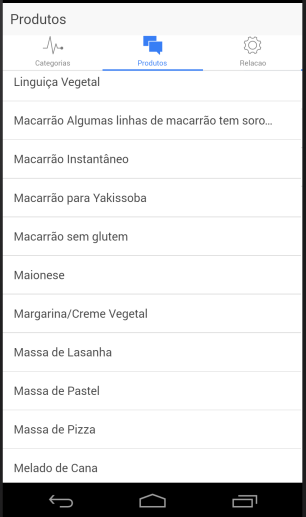 Produtos
Categorias
Produtos
Relacao
Linguiça Vegetal
Macarrão Algumas linhas de macarrão tem soro...
Macarrão Instantâneo
Macarrão para Yakissoba
Macarrão sem glutem
Maionese
Margarina/Creme Vegetal
Massa de Lasanha
Massa de Pastel
Massa de Pizza
Melado de Cana